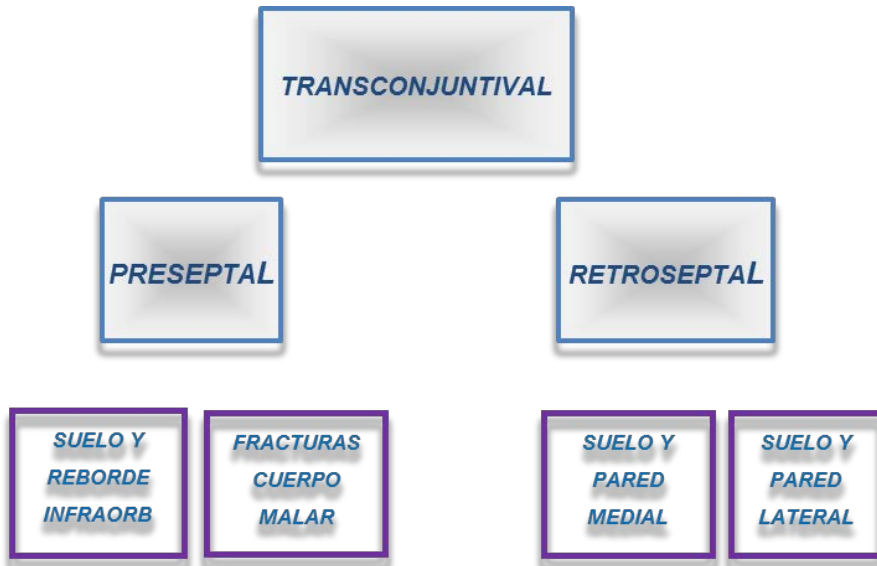 TRANSCONJUNTIVAL
PRESEPTAL
RETROSEPTAL
SUELO Y
REBORDE
INFRAORB
FRACTURAS
CUERPO
MALAR
SUELO Y
PARED
MEDIAL
SUELO Y
PARED
LATERAL